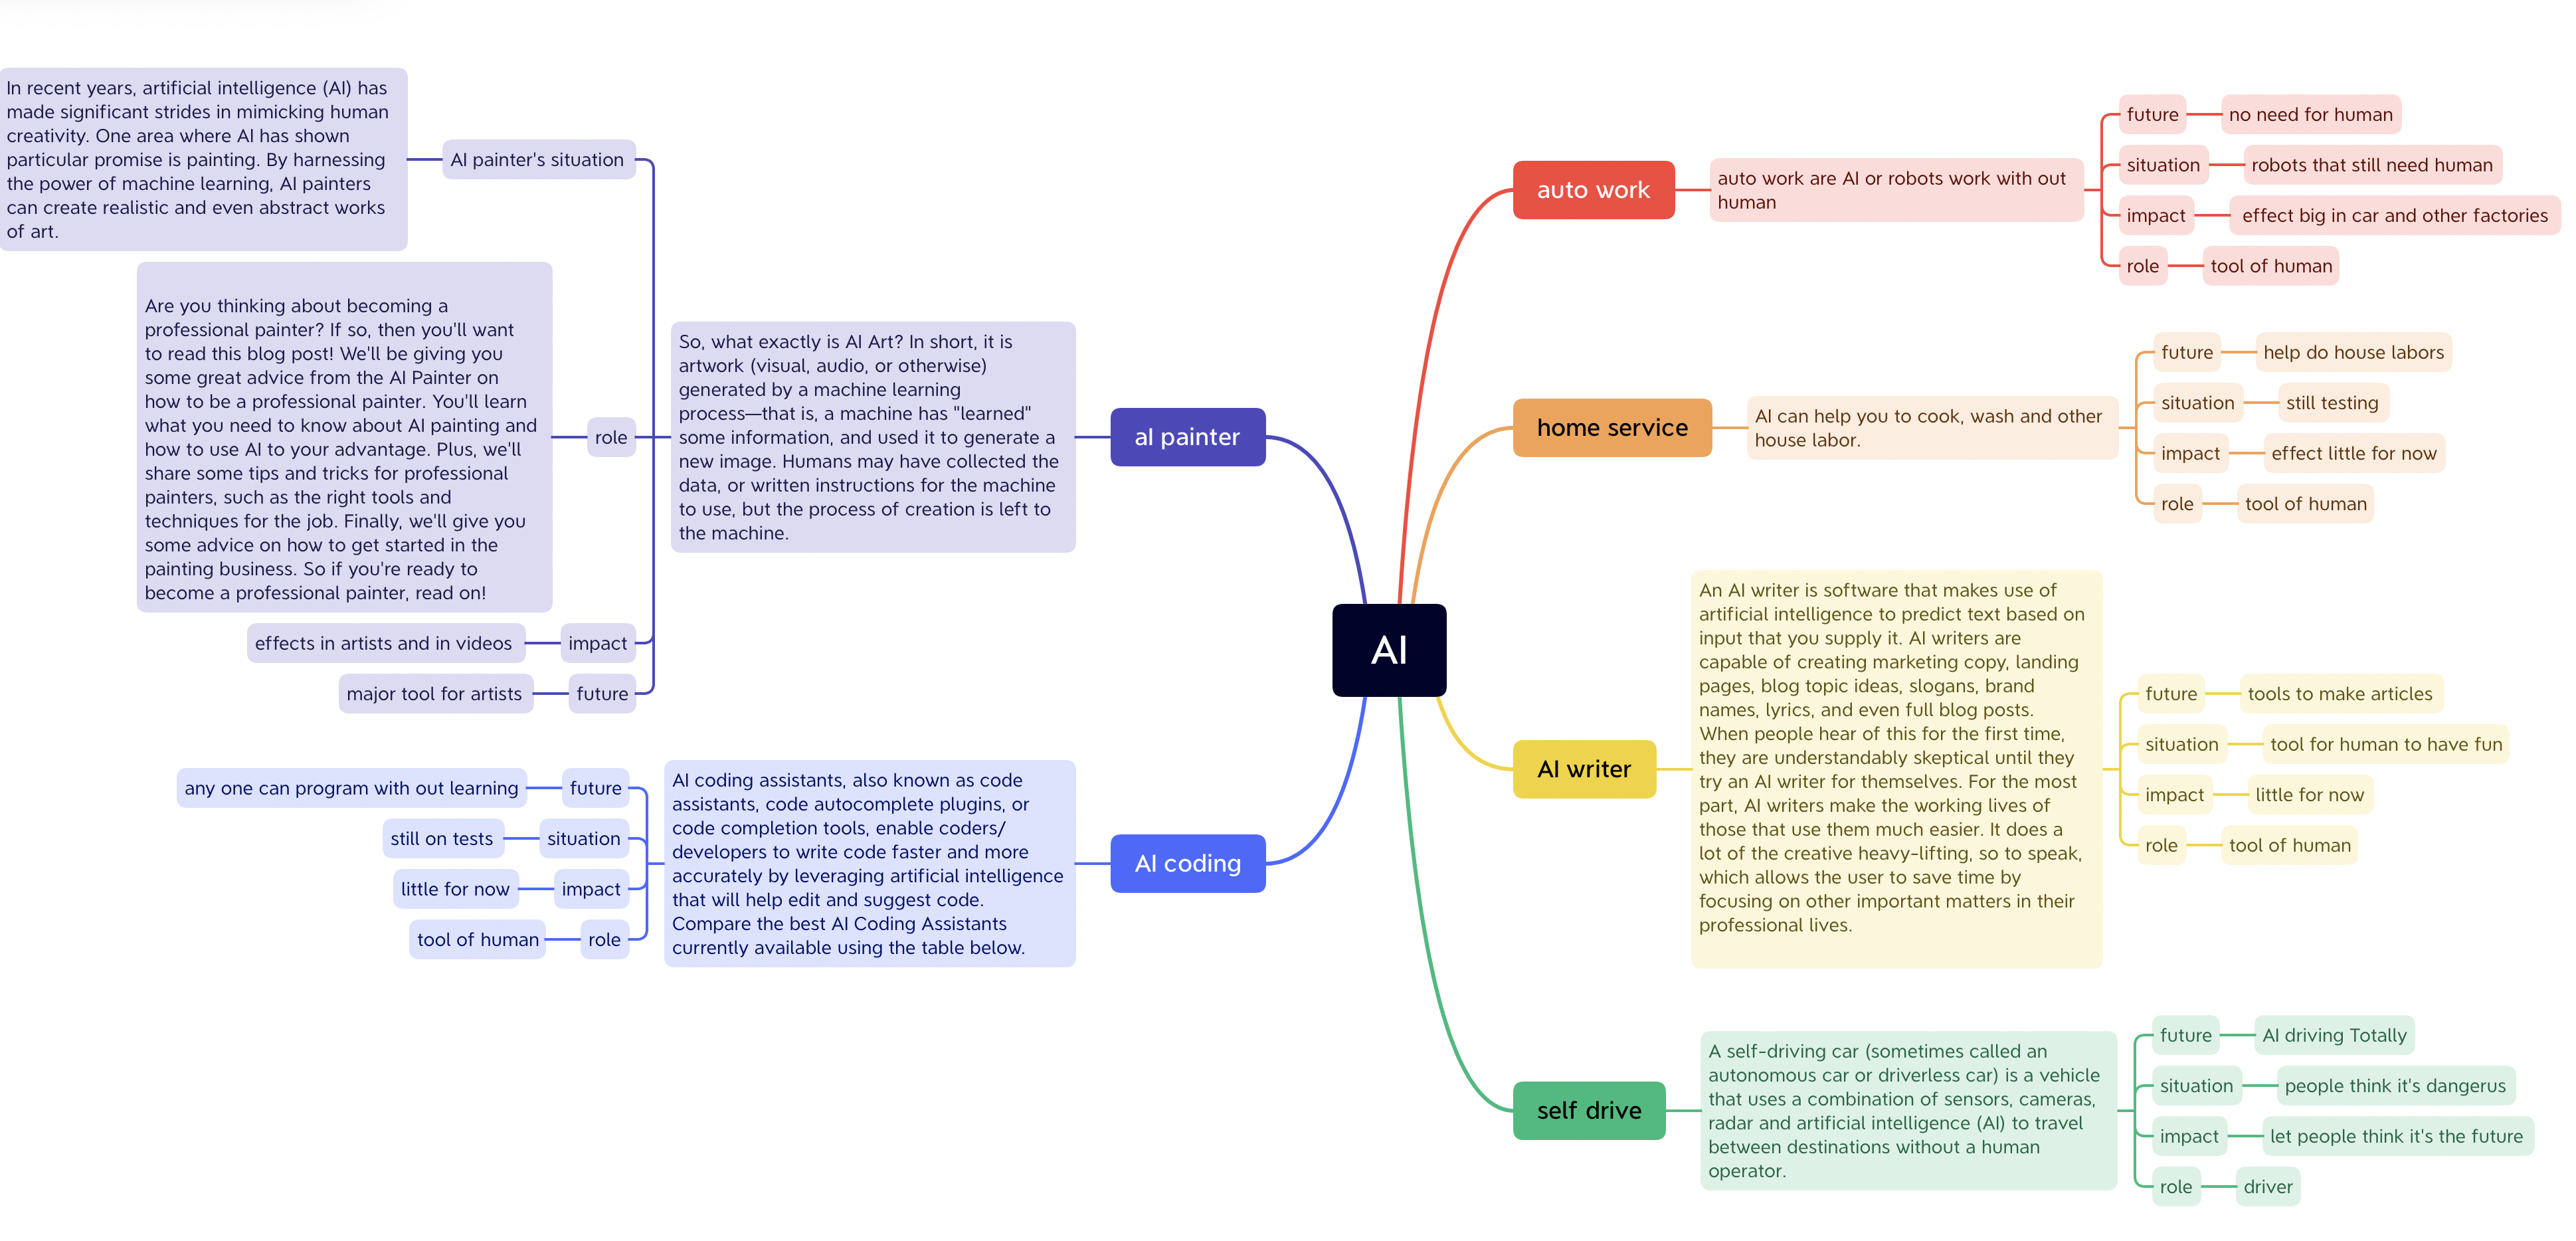 In recent years, artificial intelligence (AI) has
made significant strides in mimicking human
creativity. One area where AI has shown
particular promise is painting. By harnessing
the power of machine learning, AI painters
can create realistic and even abstract works
of art.
AI painter's situation
Are you thinking about becoming a
professional painter? If so, then you'll want
to read this blog post! We'll be giving you
some great advice from the AI Painter on
how to be a professional painter. You'll learn
what you need to know about AI painting and
how to use AI to your advantage. Plus, we'll
share some tips and tricks for professional
painters, such as the right tools and
techniques for the job. Finally, we'll give you
some advice on how to get started in the
painting business. So if you're ready to
become a professional painter, read on!
role
effects in artists and in videos
impact
major tool for artists
future
So, what exactly is AI Art? In short, it is
artwork (visual, audio, or otherwise)
generated by a machine learning
process—that is, a machine has "learned"
some information, and used it to generate a
new image. Humans may have collected the
data, or written instructions for the machine
to use, but the process of creation is left to
the machine.
aI painter
any one can program with out learning
future
still on tests
situation
little for now
impact
tool of human
role
AI coding assistants, also known as code
assistants, code autocomplete plugins, or
code completion tools, enable coders/
developers to write code faster and more
accurately by leveraging artificial intelligence
that will help edit and suggest code.
Compare the best AI Coding Assistants
currently available using the table below.
AI coding
AI
auto work
auto work are AI or robots work with out
human
future
no need for human
situation
robots that still need human
impact
effect big in car and other factories
role
tool of human
home service
AI can help you to cook, wash and other
house labor.
future
help do house labors
situation
still testing
impact
effect little for now
role
tool of human
AI writer
An AI writer is software that makes use of
artificial intelligence to predict text based on
input that you supply it. AI writers are
capable of creating marketing copy, landing
pages, blog topic ideas, slogans, brand
names, lyrics, and even full blog posts.
When people hear of this for the first time,
they are understandably skeptical until they
try an AI writer for themselves. For the most
part, AI writers make the working lives of
those that use them much easier. It does a
lot of the creative heavy-lifting, so to speak,
which allows the user to save time by
focusing on other important matters in their
professional lives.
future
tools to make articles
situation
tool for human to have fun
impact
little for now
role
tool of human
self drive
A self-driving car (sometimes called an
autonomous car or driverless car) is a vehicle
that uses a combination of sensors, cameras,
radar and artificial intelligence (AI) to travel
between destinations without a human
operator.
future
AI driving Totally
situation
people think it's dangerus
impact
let people think it's the future
role
driver